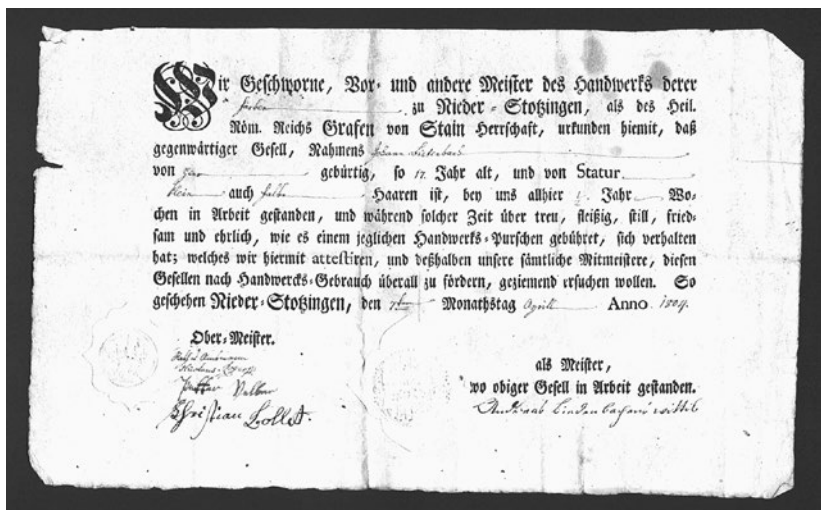 Wir Geschworne, Vor- und andere Meister des Handwerks derer
zu Nieder-Stotzingen, als des Heil.
Röm. Reichs Grafen von Stain Herrschaft, urkunden hiemit, daß
gegenwärtiger Gesell, Nahmens
von gebürtig, so 17. Jahr alt, und von Statur
auch Haaren ist, bey uns allhier Jahr Wo-
chen in Arbeit gestanden, und während solcher Zeit über treu, fleißig, still, fried-
sam und ehrlich, wie es einem jeglichen Handwerks-Purschen gebühret, sich verhalten
hat; welches wir hiermit attestiren, und deßhalben unsere sämtliche Mitmeistere, diesen
Gesellen nach Handwercks-Gebrauch überall zu fördern, geziemend ersuchen wollen. So
geschehen Nieder-Stotzingen, den Monathstag Aprill Anno 1804.
Ober-Meister.
Christian Bollet.
als Meister,
wo obiger Gesell in Arbeit gestanden.